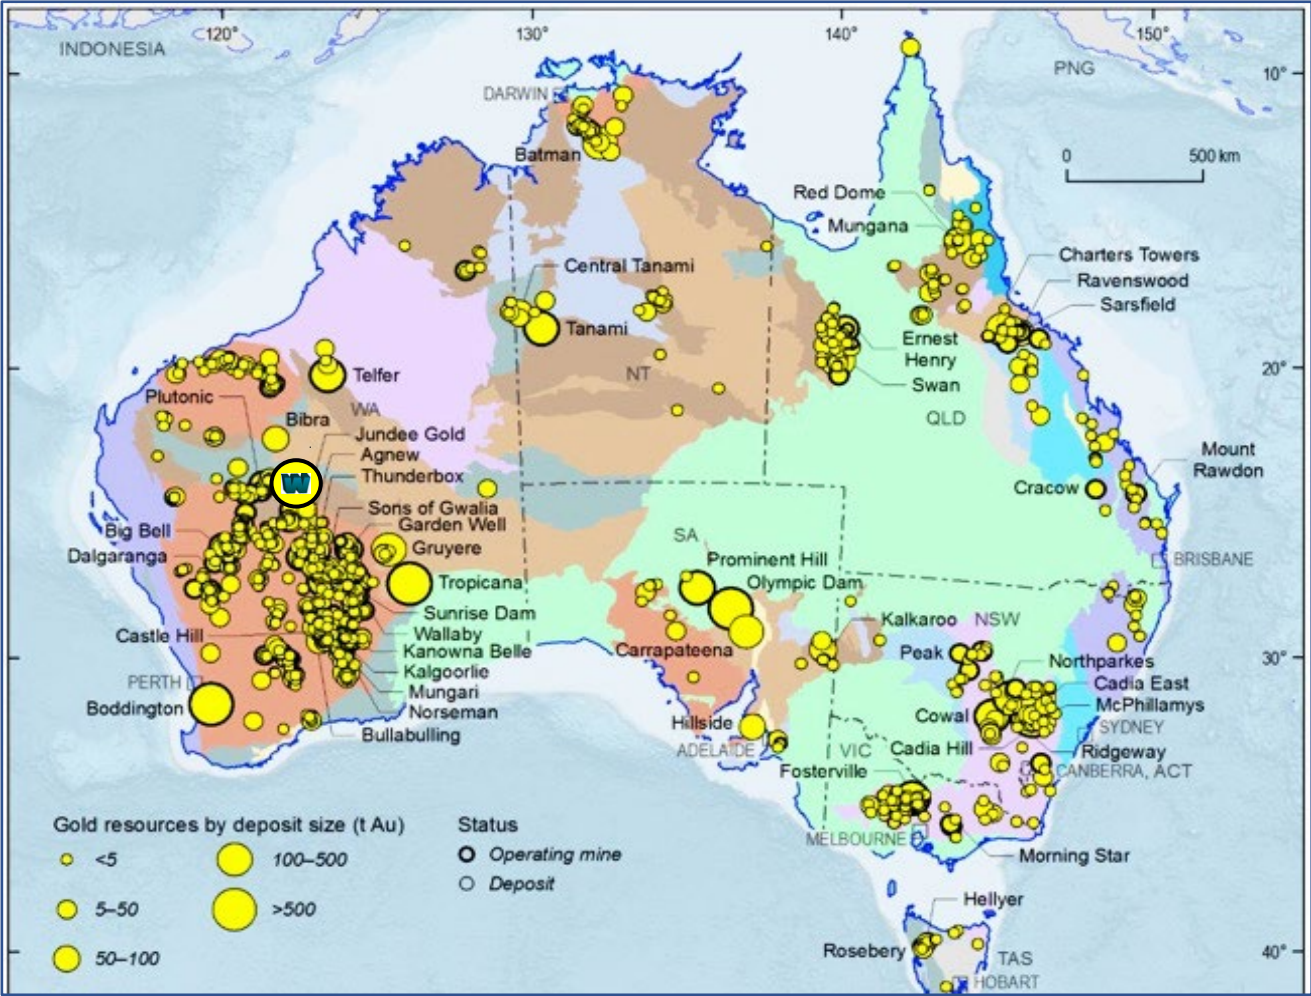 120°
130°
140°
150°
INDONESIA
PNG
10°
DARWIN
Batman
0
500 km
Red Dome
Mungana
Charters Towers
Ravenswood
Sarsfield
Central Tanami
Tanami
Ernest
Henry
Swan
20°
NT
Telfer
Plutonic
WA
Bibra
QLD
Jundee Gold
Agnew
Thunderbox
W
Mount
Rawdon
Cracow
Sons of Gwalia
Garden Well
Big Bell
Dalgaranga
Gruyere
SA
BRISBANE
Prominent Hill
Olympic Dam
Tropicana
Sunrise Dam
Kalkaroo
NSW
Castle Hill
Wallaby
Kanowna Belle
Carrapateena
Peak
30°
Northparkes
Kalgoorlie
PERTH
Cadia East
Mungari
Boddington
McPhillamys
Norseman
Cowal
Hillside
SYDNEY
Bullabulling
ADELAIDE
VIC
Cadia Hill
Ridgeway
Fosterville
CANBERRA, ACT
MELBOURNE
Morning Star
Gold resources by deposit size (t Au)
<5
100–500
5–50
>500
50–100
Status
Operating mine
Deposit
Hellyer
Rosebery
TAS
40°
HOBART